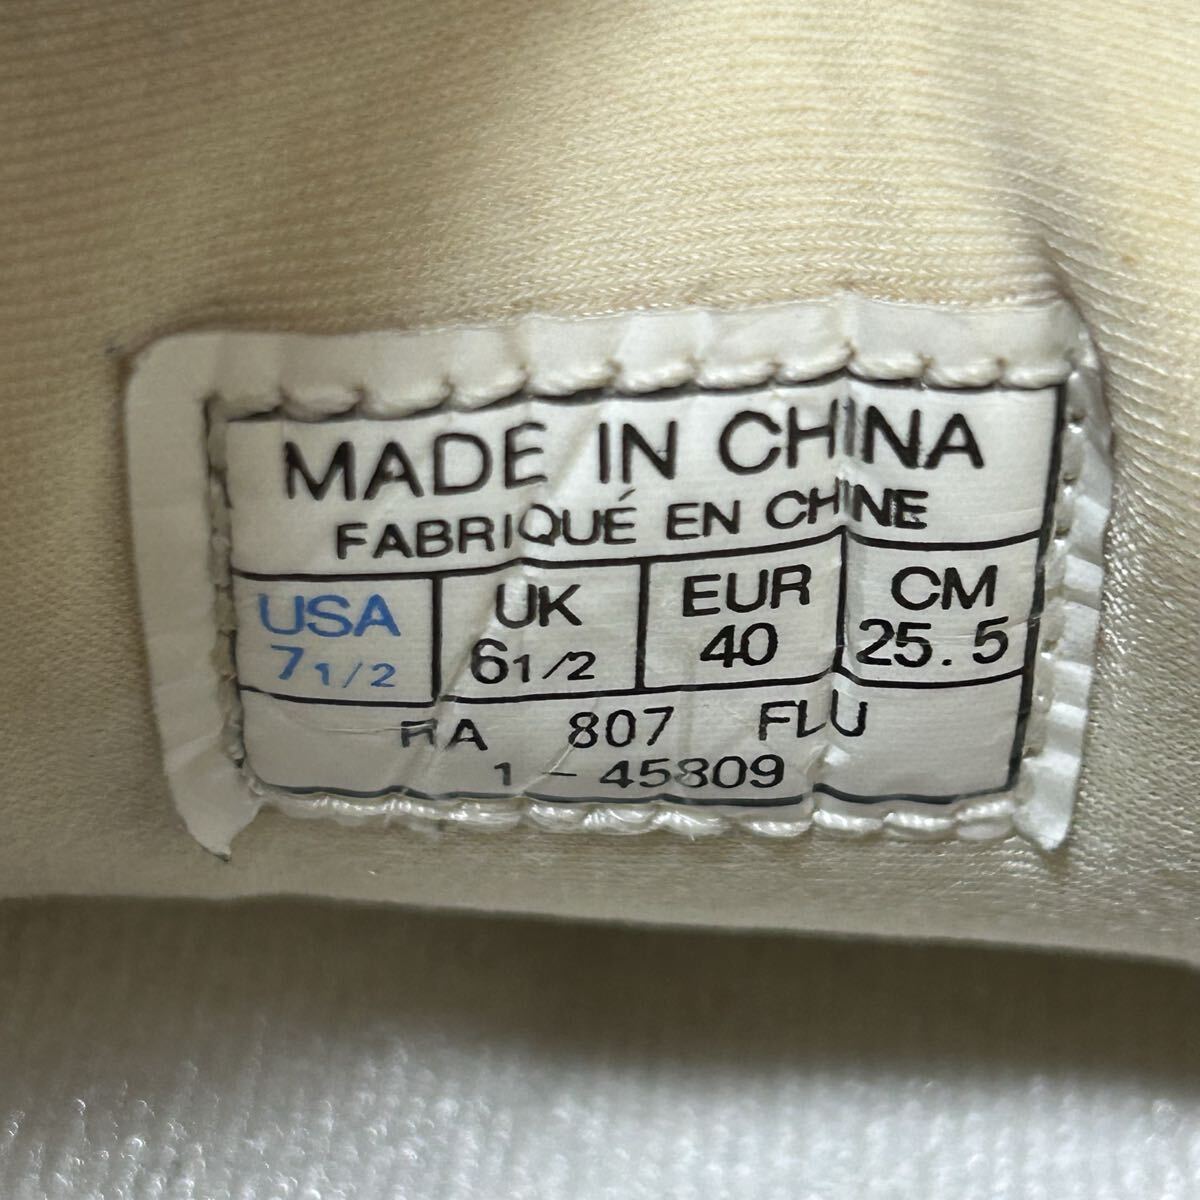 MADE IN CHINA
FABRIQUÉ EN CHINE
USA UK EUR CM
7 1/2 6 1/2 40 25.5
RA 807 FLU
1-45809